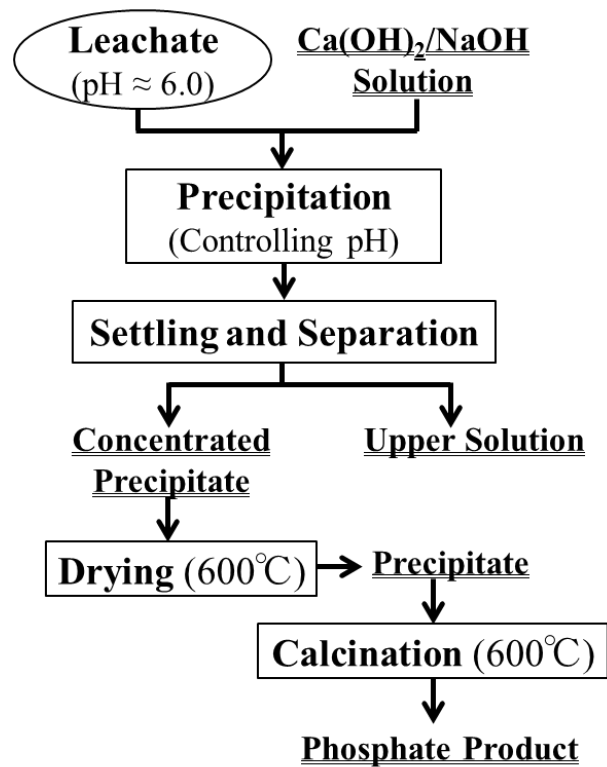 Leachate
(pH ≈ 6.0)
Ca(OH)₂/NaOH
Solution
Precipitation
(Controlling pH)
Settling and Separation
Concentrated
Precipitate
Upper Solution
Drying (600℃)
Precipitate
Calcination (600℃)
Phosphate Product